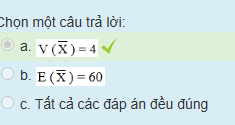 Chọn một câu trả lời:
a. V (X̅) = 4
b. E (X̅) = 60
c. Tất cả các đáp án đều đúng